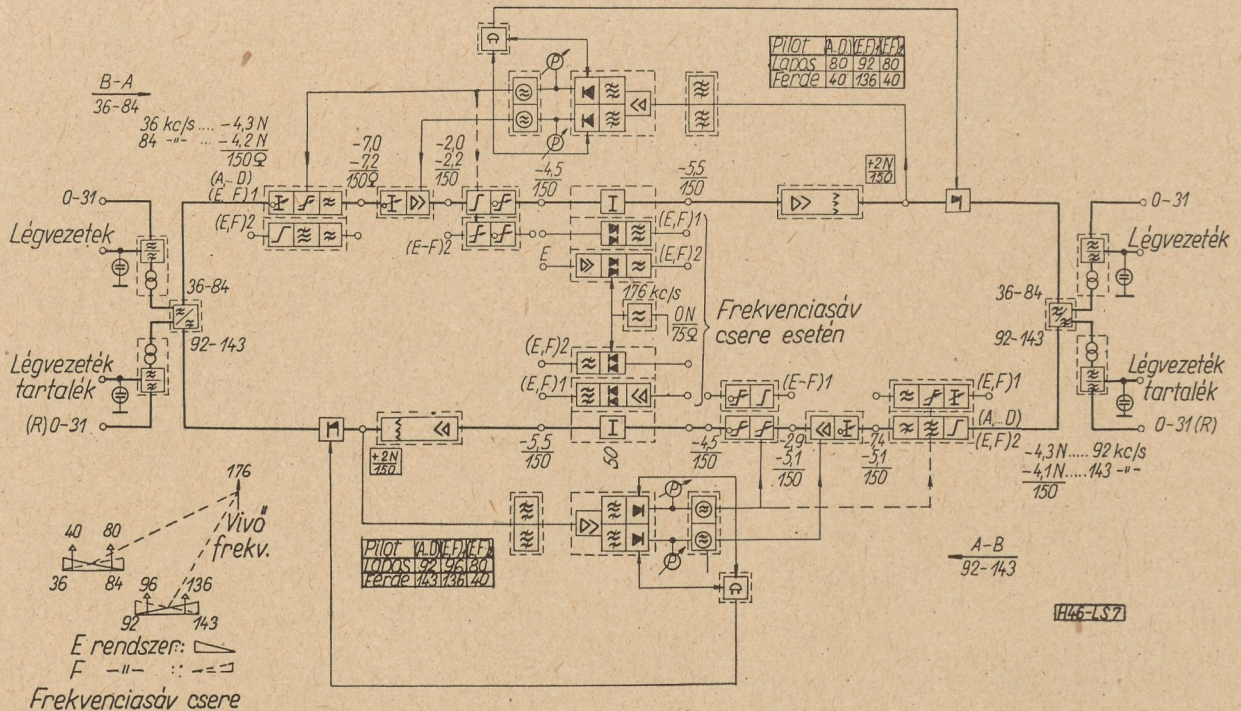 B-A
36-84
36 kc/s .... -4,3 N
84 -"- ... -4,2 N
150Ω
Pilot (A.D) (E,F)1 (E,F)2
Lapos 80 92 80
Ferde 40 136 40
-7,0
-7,2
150Ω
-2,0
-2,2
150
-4,5
150
-5,5
150
+2N
150
(A,..D)
(E,F)1
(E,F)2
(E-F)2
(E,F)1
E
(E,F)2
176 kc/s
0N
75Ω
Frekvenciasáv
csere esetén
(E,F)2
(E,F)1
0-31
Légvezeték
36-84
92-143
Légvezeték
tartalék
(R) 0-31
0-31
Légvezeték
36-84
92-143
Légvezeték
tartalék
0-31(R)
(E-F)1
(E,F)1
(A,..D)
(E,F)2
+2N
150
-5,5
150
50
-4,5
150
-2,9
-5,1
150
-7,4
-5,1
150
-4,3N.....92 kc/s
-4,1N.....143 -"-
150
Pilot (A.D) (E,F)1 (E,F)2
Lapos 92 96 80
Ferde 143 136 40
A-B
92-143
176
Vivő
frekv.
40 80
36 84
96 136
92 143
E rendszer:
F -"- :
Frekvenciasáv csere
H46-LS7